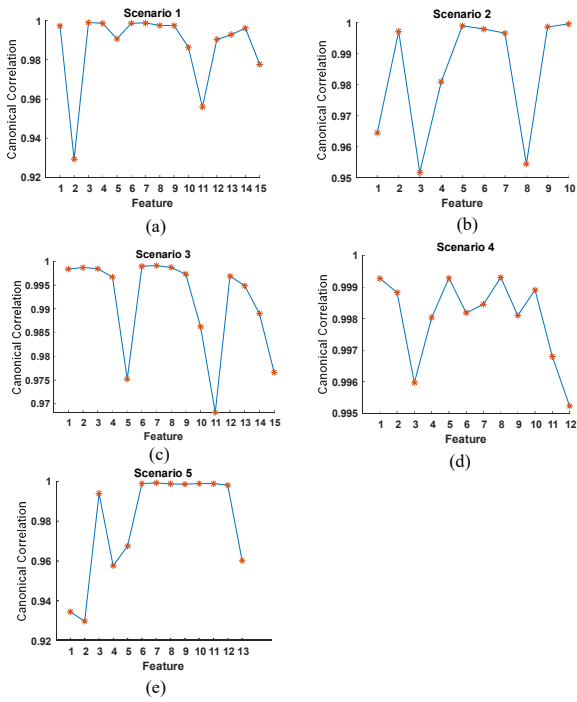 Scenario 1
Canonical Correlation
1
0.98
0.96
0.94
0.92
1 2 3 4 5 6 7 8 9 10 11 12 13 14 15
Feature
(a)
Scenario 2
Canonical Correlation
1
0.99
0.98
0.97
0.96
0.95
1 2 3 4 5 6 7 8 9 10
Feature
(b)
Scenario 3
Canonical Correlation
1
0.995
0.99
0.985
0.98
0.975
0.97
1 2 3 4 5 6 7 8 9 10 11 12 13 14 15
Feature
(c)
Scenario 4
Canonical Correlation
0.999
0.998
0.997
0.996
0.995
1 2 3 4 5 6 7 8 9 10 11 12
Feature
(d)
Scenario 5
Canonical Correlation
1
0.98
0.96
0.94
0.92
1 2 3 4 5 6 7 8 9 10 11 12 13
Feature
(e)